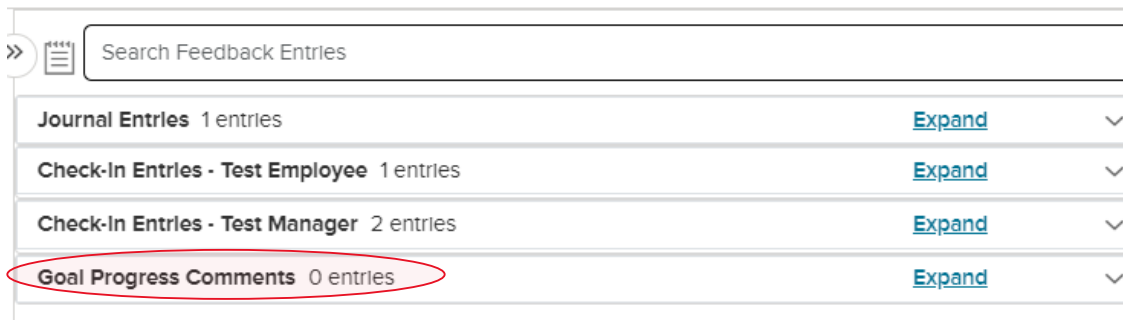 Search Feedback Entries
Journal Entries 1 entries Expand
Check-In Entries - Test Employee 1 entries Expand
Check-In Entries - Test Manager 2 entries Expand
Goal Progress Comments 0 entries Expand